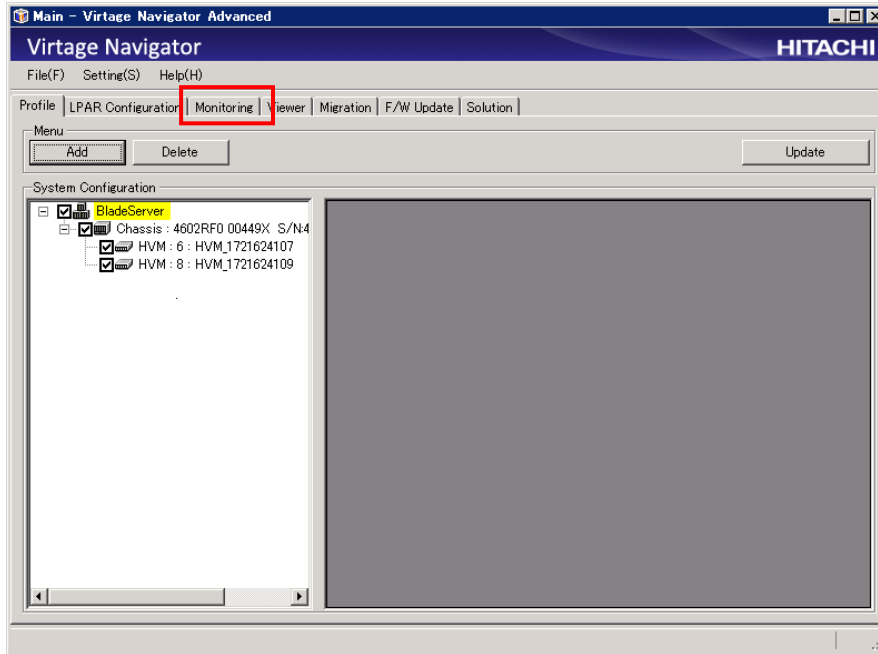 Main - Virtage Navigator Advanced
Virtage Navigator HITACHI
File(F) Setting(S) Help(H)
Profile LPAR Configuration Monitoring Viewer Migration F/W Update Solution
Menu
Add Delete Update
System Configuration
BladeServer
Chassis : 4602RF0 00449X S/N:4
HVM : 6 : HVM_1721624107
HVM : 8 : HVM_1721624109